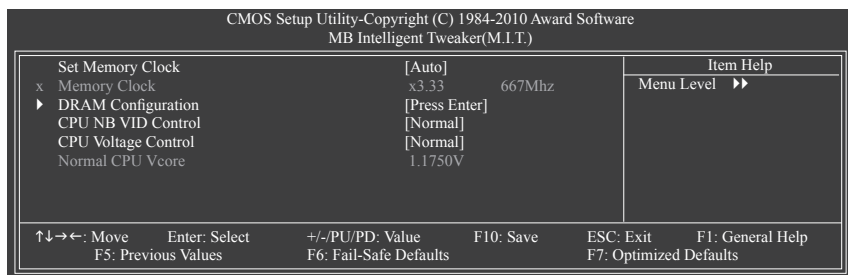 CMOS Setup Utility-Copyright (C) 1984-2010 Award Software
MB Intelligent Tweaker(M.I.T.)
Set Memory Clock [Auto] Item Help
x Memory Clock x3.33 667Mhz Menu Level ▶▶
▶ DRAM Configuration [Press Enter]
CPU NB VID Control [Normal]
CPU Voltage Control [Normal]
Normal CPU Vcore 1.1750V
↑↓→←: Move Enter: Select +/-/PU/PD: Value F10: Save ESC: Exit F1: General Help
F5: Previous Values F6: Fail-Safe Defaults F7: Optimized Defaults